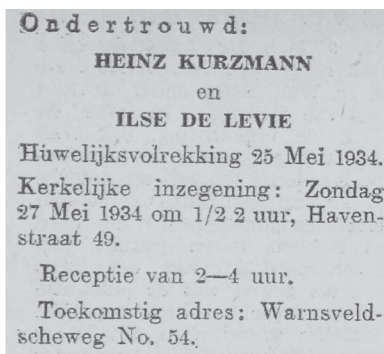 Ondertrouwd:
HEINZ KURZMANN
en
ILSE DE LEVIE
Huwelijksvolrekking 25 Mei 1934.
Kerkelijke inzegening: Zondag
27 Mei 1934 om 1/2 2 uur, Haven-
straat 49.
Receptie van 2—4 uur.
Toekomstig adres: Warnsveld-
scheweg No. 54.